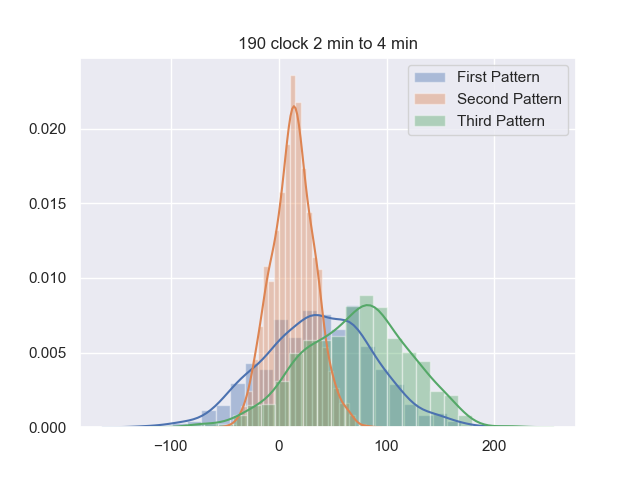 190 clock 2 min to 4 min
First Pattern
Second Pattern
Third Pattern
0.020
0.015
0.010
0.005
0.000
−100
0
100
200